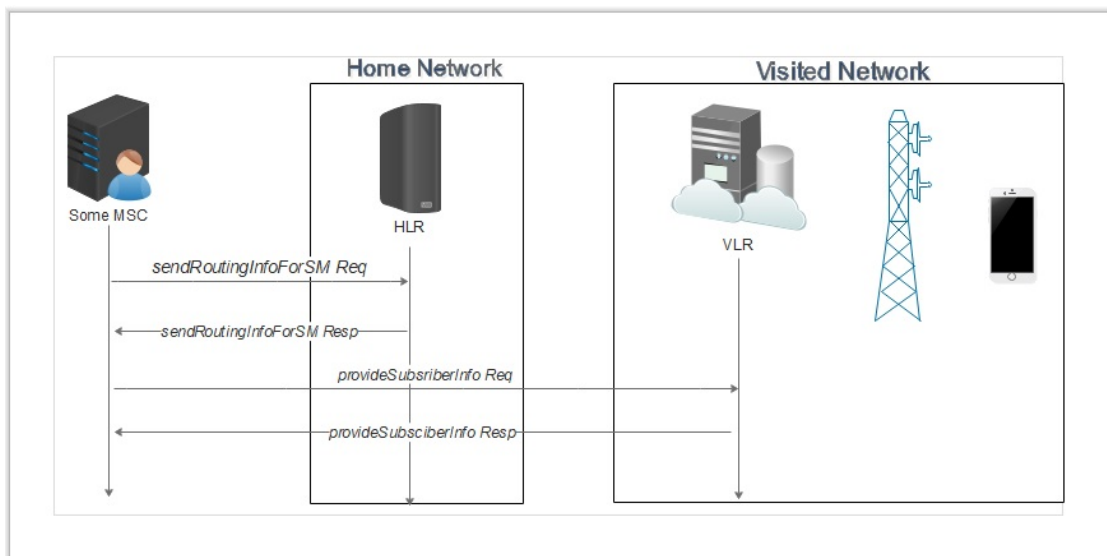 Home Network
Visited Network
Some MSC
HLR
VLR
sendRoutingInfoForSM Req
sendRoutingInfoForSM Resp
provideSubsriberInfo Req
provideSubsciberInfo Resp